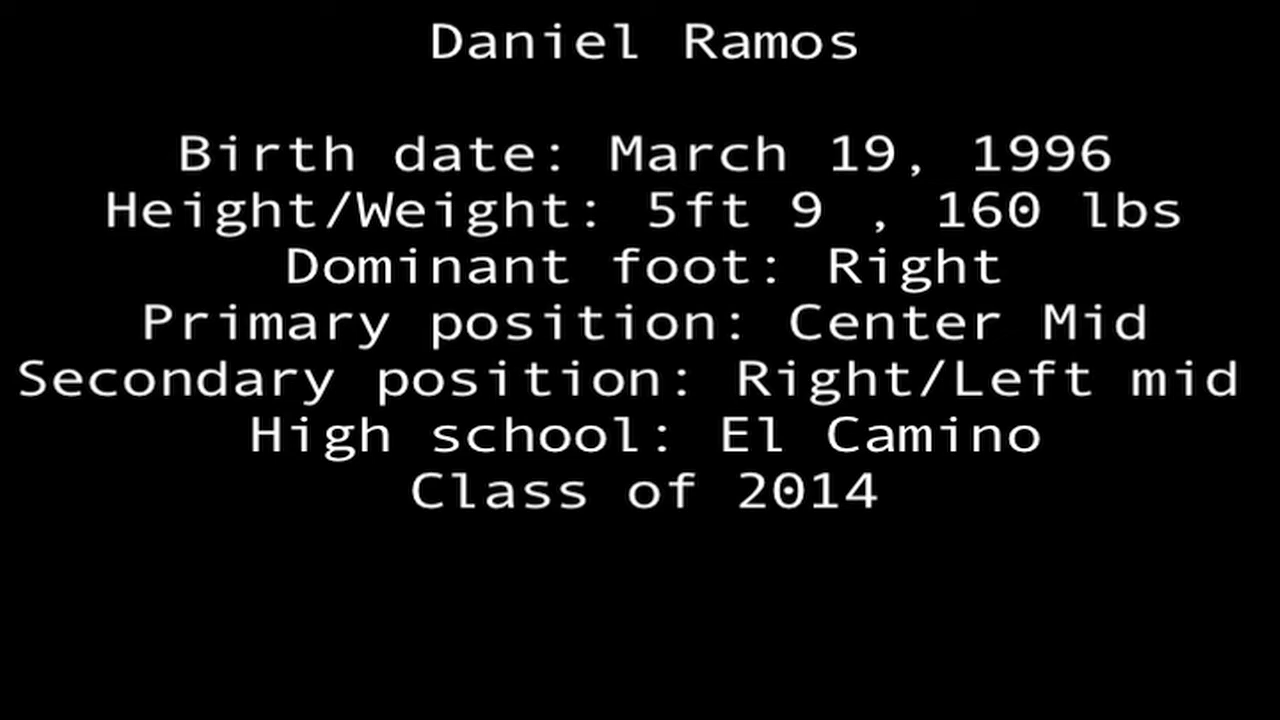 Daniel Ramos
Birth date: March 19, 1996
Height/Weight: 5ft 9 , 160 lbs
Dominant foot: Right
Primary position: Center Mid
Secondary position: Right/Left mid
High school: El Camino
Class of 2014